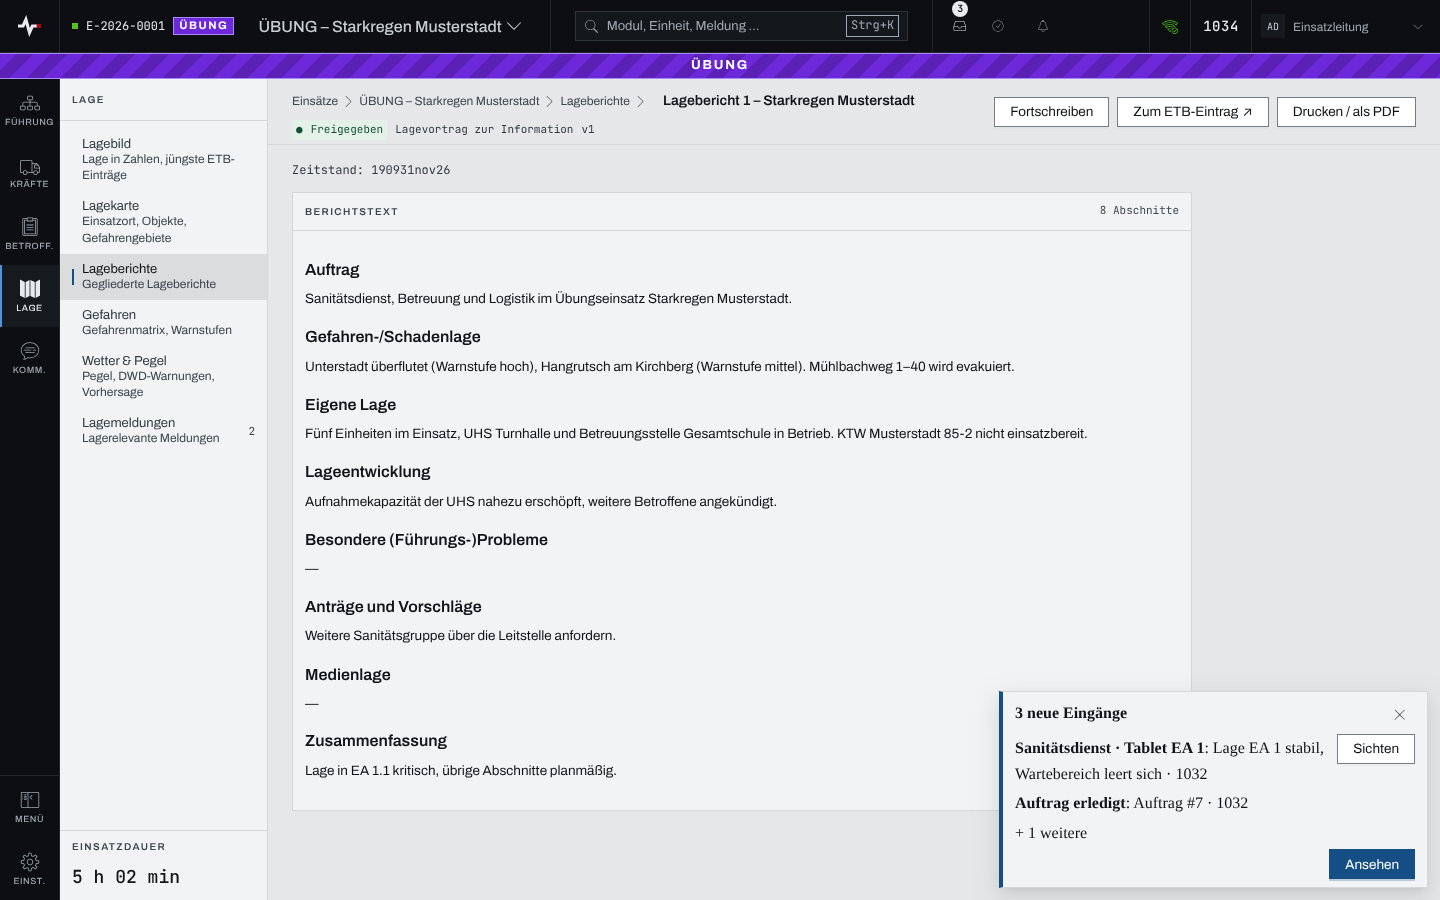 E-2026-0001 ÜBUNG ÜBUNG – Starkregen Musterstadt Modul, Einheit, Meldung ... Strg+K 3 1034 AD Einsatzleitung
ÜBUNG
FÜHRUNG
KRÄFTE
BETROFF.
LAGE
KOMM.
MENÜ
EINST.
LAGE
Lagebild
Lage in Zahlen, jüngste ETB-
Einträge
Lagekarte
Einsatzort, Objekte,
Gefahrengebiete
Lageberichte
Gegliederte Lageberichte
Gefahren
Gefahrenmatrix, Warnstufen
Wetter & Pegel
Pegel, DWD-Warnungen,
Vorhersage
Lagemeldungen
Lagerelevante Meldungen 2
EINSATZDAUER
5 h 02 min
Einsätze ÜBUNG – Starkregen Musterstadt Lageberichte Lagebericht 1 – Starkregen Musterstadt
Freigegeben Lagevortrag zur Information v1
Fortschreiben Zum ETB-Eintrag ↗ Drucken / als PDF
Zeitstand: 190931nov26
BERICHTSTEXT 8 Abschnitte
Auftrag
Sanitätsdienst, Betreuung und Logistik im Übungseinsatz Starkregen Musterstadt.
Gefahren-/Schadenlage
Unterstadt überflutet (Warnstufe hoch), Hangrutsch am Kirchberg (Warnstufe mittel). Mühlbachweg 1–40 wird evakuiert.
Eigene Lage
Fünf Einheiten im Einsatz, UHS Turnhalle und Betreuungsstelle Gesamtschule in Betrieb. KTW Musterstadt 85-2 nicht einsatzbereit.
Lageentwicklung
Aufnahmekapazität der UHS nahezu erschöpft, weitere Betroffene angekündigt.
Besondere (Führungs-)Probleme
—
Anträge und Vorschläge
Weitere Sanitätsgruppe über die Leitstelle anfordern.
Medienlage
—
Zusammenfassung
Lage in EA 1.1 kritisch, übrige Abschnitte planmäßig.
3 neue Eingänge
Sanitätsdienst · Tablet EA 1: Lage EA 1 stabil,
Wartebereich leert sich · 1032
Sichten
Auftrag erledigt: Auftrag #7 · 1032
+ 1 weitere
Ansehen